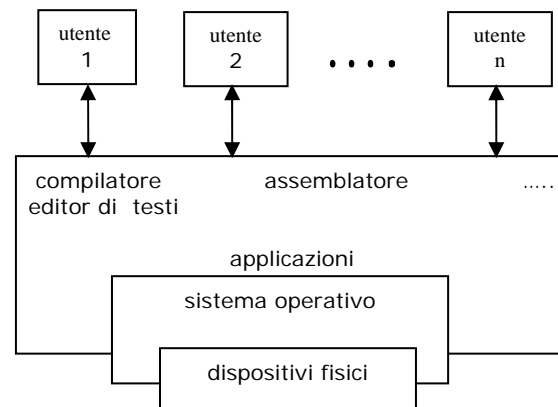 utente 1
utente 2
. . . .
utente n
compilatore assemblatore .....
editor di testi
applicazioni
sistema operativo
dispositivi fisici